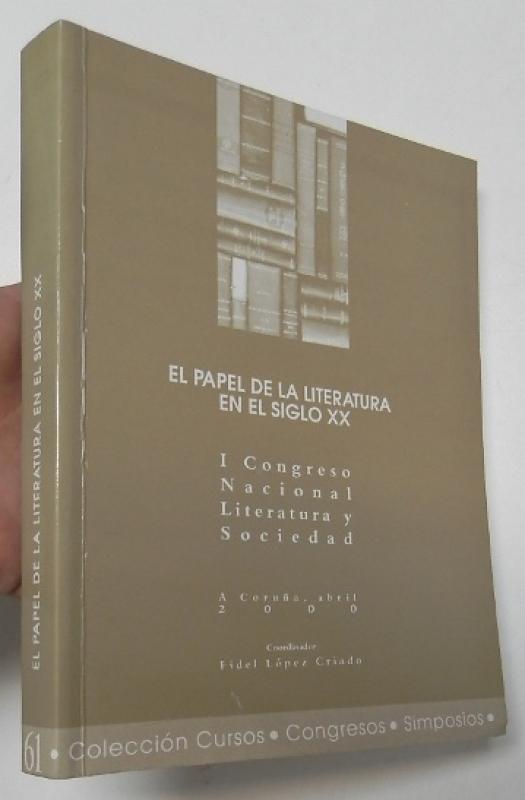 EL PAPEL DE LA LITERATURA
EN EL SIGLO XX
I Congreso
Nacional
Literatura y
Sociedad
A Coruña, abril
2000
Coordinador
Fidel López Criado
61 • Colección Cursos • Congresos • Simposios •
EL PAPEL DE LA LITERATURA EN EL SIGLO XX